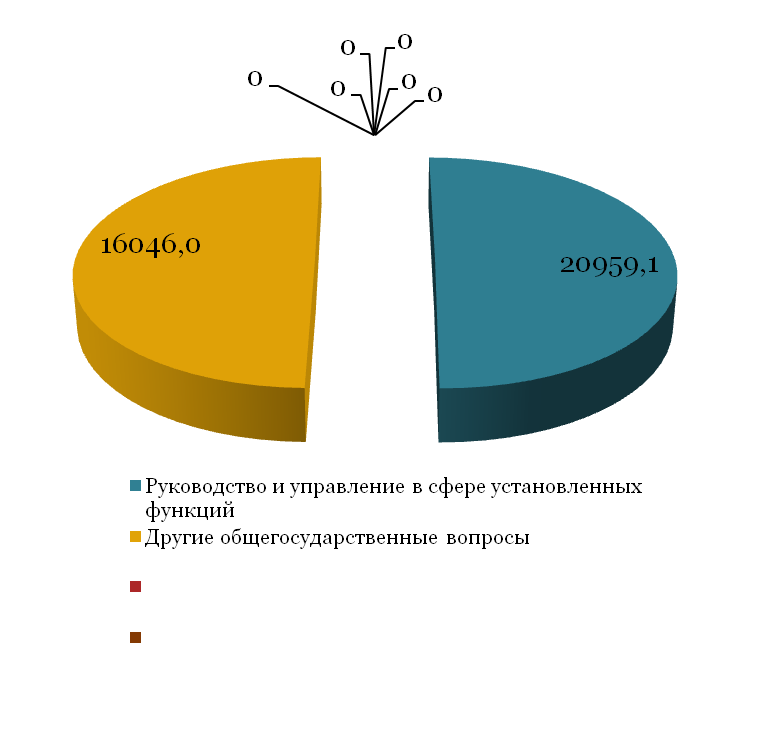 0
0
0
0
0
0
16046,0
20959,1
Руководство и управление в сфере установленных
функций
Другие общегосударственные вопросы